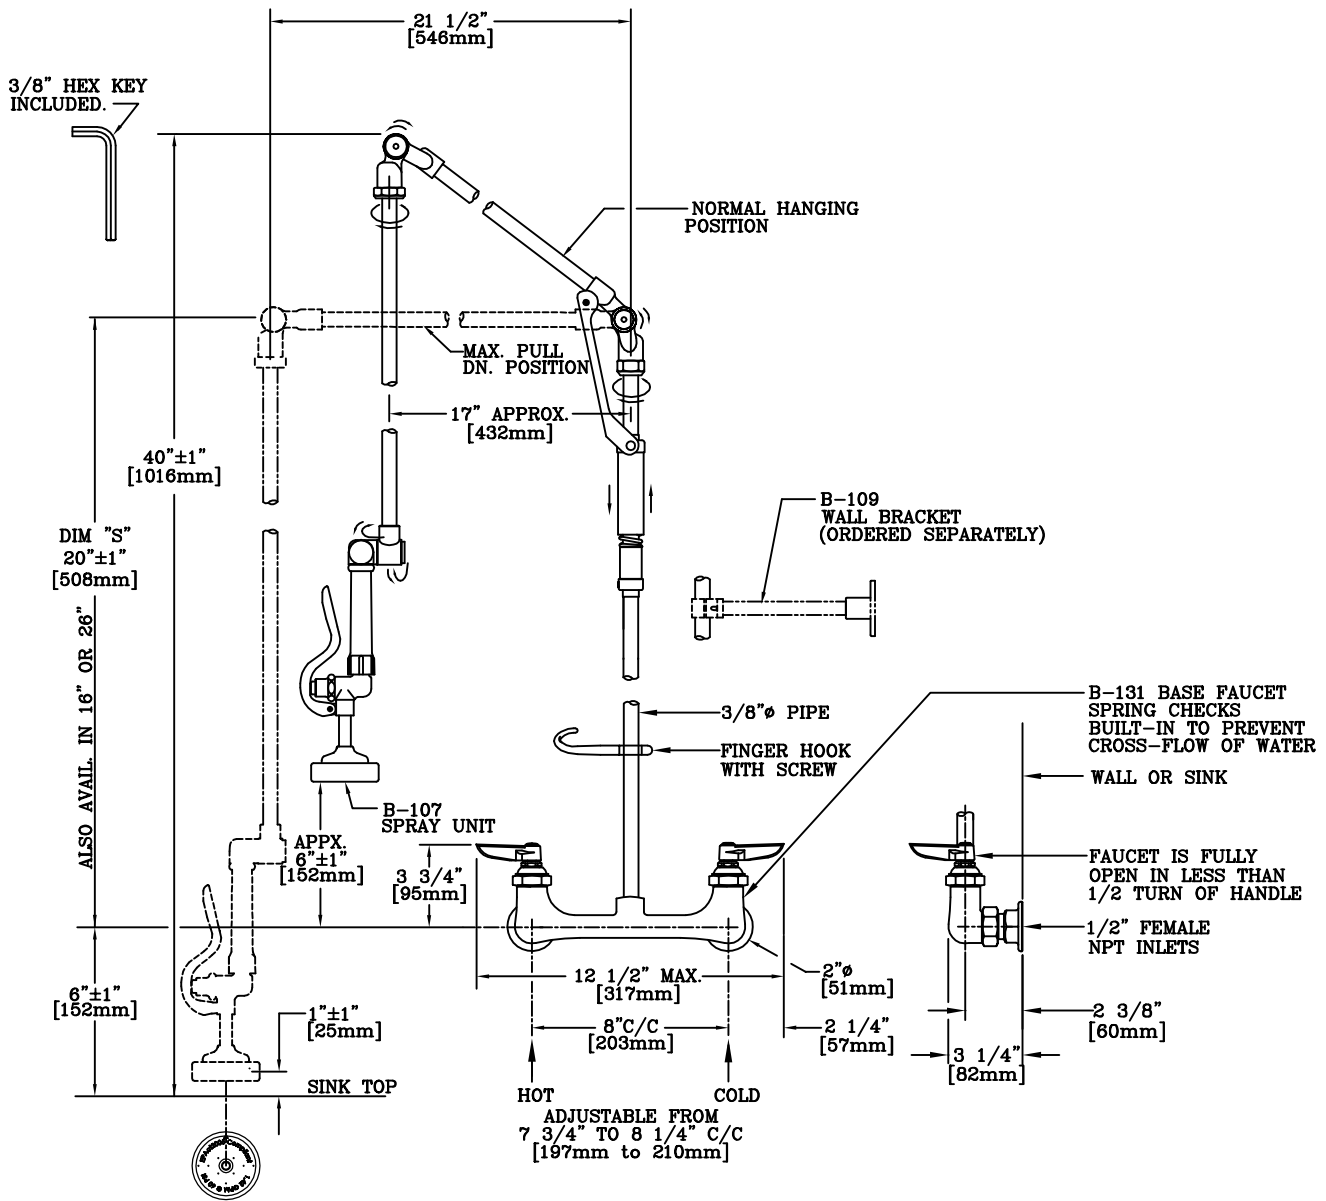 21 1/2"
[546mm]
3/8" HEX KEY
INCLUDED.
NORMAL HANGING
POSITION
MAX. PULL
DN. POSITION
17" APPROX.
[432mm]
40"±1"
[1016mm]
DIM "S"
20"±1"
[508mm]
ALSO AVAIL. IN 16" OR 26"
B-109
WALL BRACKET
(ORDERED SEPARATELY)
3/8"ø PIPE
FINGER HOOK
WITH SCREW
B-131 BASE FAUCET
SPRING CHECKS
BUILT-IN TO PREVENT
CROSS-FLOW OF WATER
WALL OR SINK
B-107
SPRAY UNIT
APPX.
6"±1"
[152mm]
3 3/4"
[95mm]
FAUCET IS FULLY
OPEN IN LESS THAN
1/2 TURN OF HANDLE
1/2" FEMALE
NPT INLETS
12 1/2" MAX.
[317mm]
2"ø
[51mm]
6"±1"
[152mm]
1"±1"
[25mm]
8"C/C
[203mm]
2 1/4"
[57mm]
2 3/8"
[60mm]
3 1/4"
[82mm]
SINK TOP
HOT
COLD
ADJUSTABLE FROM
7 3/4" TO 8 1/4" C/C
[197mm to 210mm]